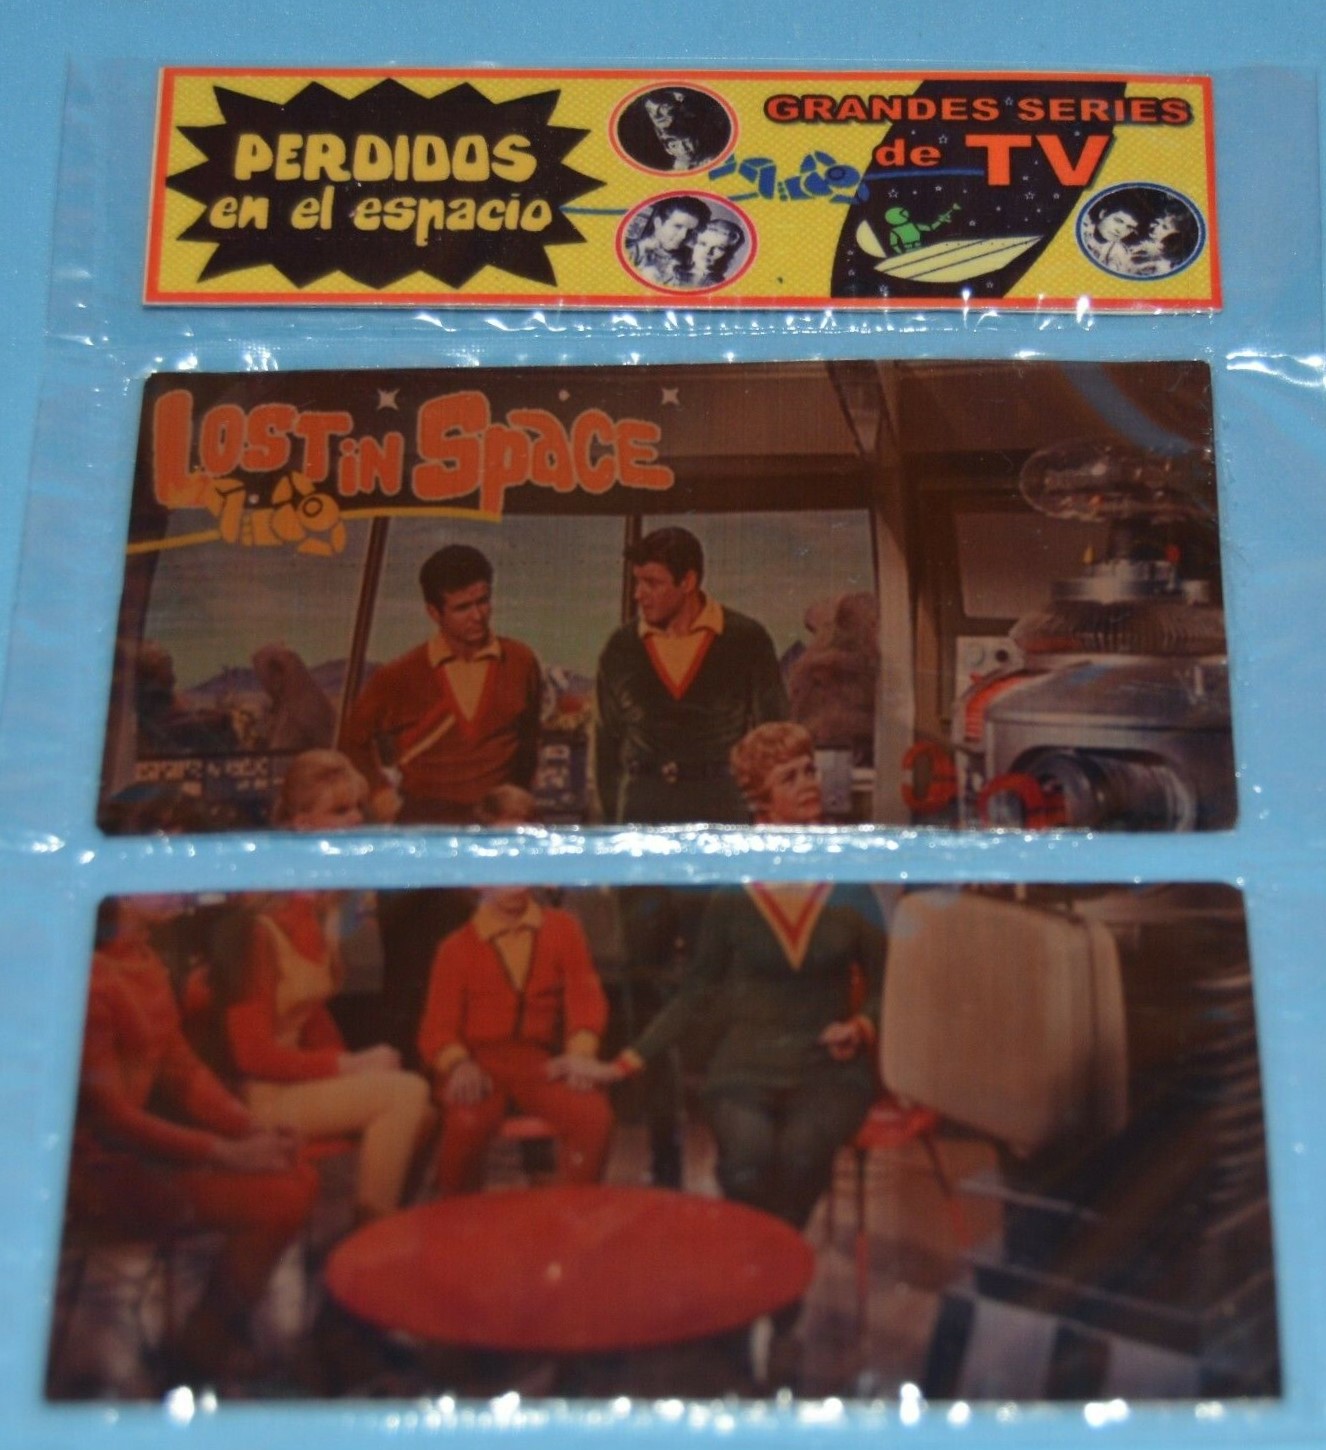 PERDIDOS
en el espacio
GRANDES SERIES
de TV
LOST iN SPaCE